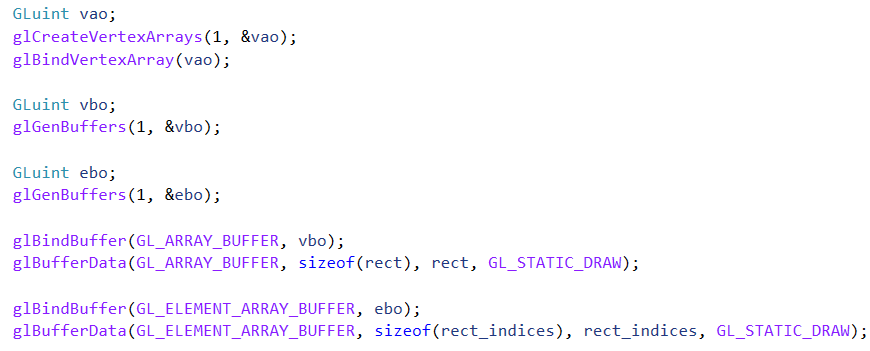 GLuint vao;
glCreateVertexArrays(1, &vao);
glBindVertexArray(vao);
GLuint vbo;
glGenBuffers(1, &vbo);
GLuint ebo;
glGenBuffers(1, &ebo);
glBindBuffer(GL_ARRAY_BUFFER, vbo);
glBufferData(GL_ARRAY_BUFFER, sizeof(rect), rect, GL_STATIC_DRAW);
glBindBuffer(GL_ELEMENT_ARRAY_BUFFER, ebo);
glBufferData(GL_ELEMENT_ARRAY_BUFFER, sizeof(rect_indices), rect_indices, GL_STATIC_DRAW);